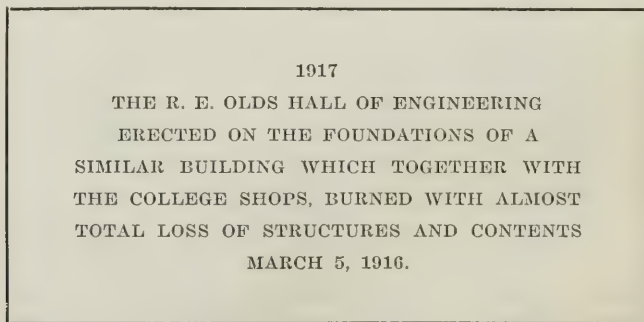 1917
THE R. E. OLDS HALL OF ENGINEERING
ERECTED ON THE FOUNDATIONS OF A
SIMILAR BUILDING WHICH TOGETHER WITH
THE COLLEGE SHOPS, BURNED WITH ALMOST
TOTAL LOSS OF STRUCTURES AND CONTENTS
MARCH 5, 1916.